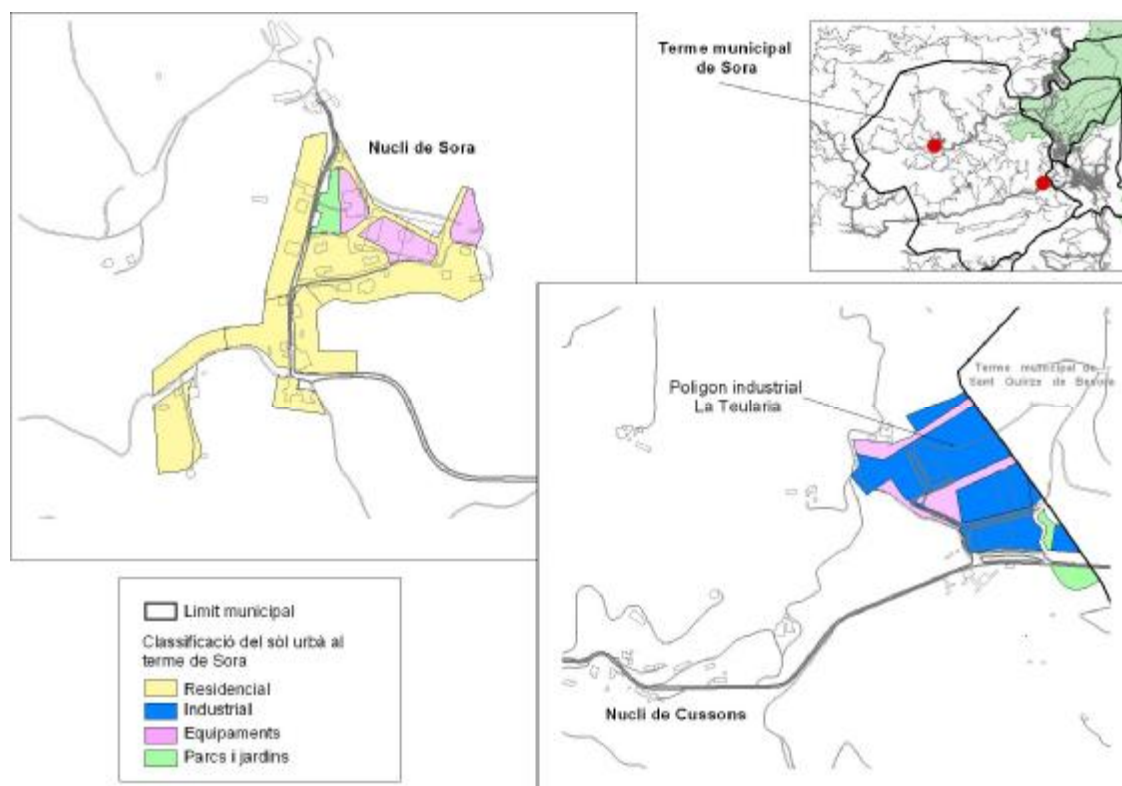 Terme municipal
de Sora
Nucli de Sora
Terme municipal de
Sant Quirze de Besora
Poligon industrial
La Teularia
Nucli de Cussons
Límit municipal
Classificació del sòl urbà al
terme de Sora
Residencial
Industrial
Equipaments
Parcs i jardins